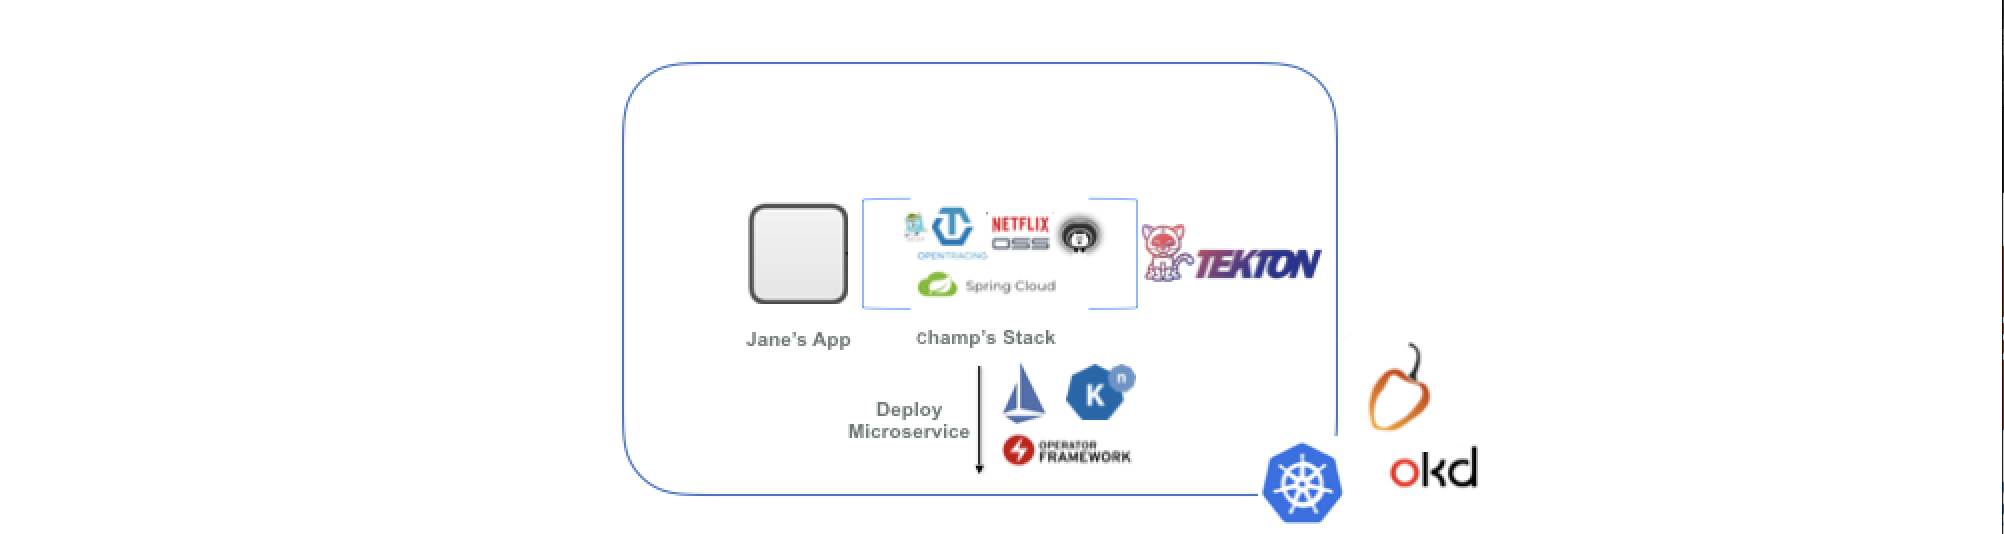 NETFLIX
OSS
OPENTRACING
Spring Cloud
TEKTON
Jane's App
Champ's Stack
Deploy
Microservice
K
n
OPERATOR
FRAMEWORK
okd